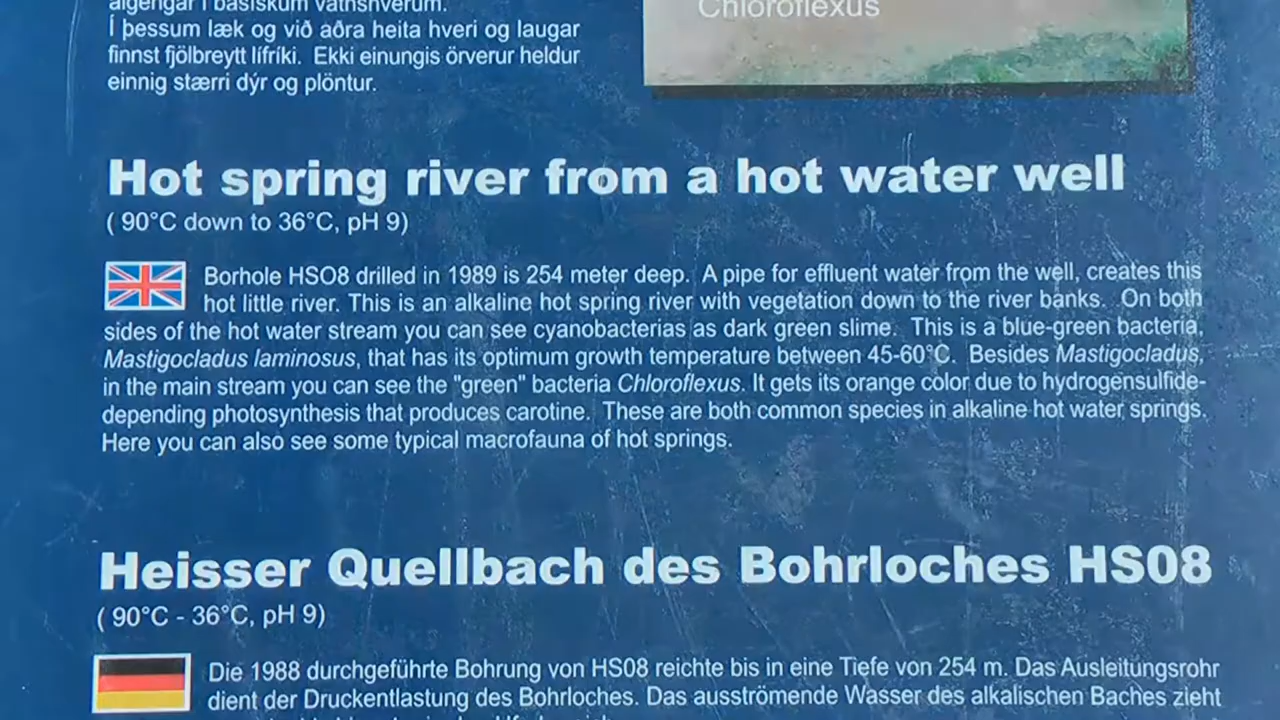 algengar í basískum vatnshverum.
Í þessum læk og við aðra heita hveri og laugar
finnst fjölbreytt lífríki. Ekki einungis örverur heldur
einnig stærri dýr og plöntur.
Chloroflexus
Hot spring river from a hot water well
( 90°C down to 36°C, pH 9)
Borhole HSO8 drilled in 1989 is 254 meter deep. A pipe for effluent water from the well, creates this
hot little river. This is an alkaline hot spring river with vegetation down to the river banks. On both
sides of the hot water stream you can see cyanobacterias as dark green slime. This is a blue-green bacteria,
Mastigocladus laminosus, that has its optimum growth temperature between 45-60°C. Besides Mastigocladus,
in the main stream you can see the "green" bacteria Chloroflexus. It gets its orange color due to hydrogensulfide-
depending photosynthesis that produces carotine. These are both common species in alkaline hot water springs.
Here you can also see some typical macrofauna of hot springs.
Heisser Quellbach des Bohrloches HS08
( 90°C - 36°C, pH 9)
Die 1988 durchgeführte Bohrung von HS08 reichte bis in eine Tiefe von 254 m. Das Ausleitungsrohr
dient der Druckentlastung des Bohrloches. Das ausströmende Wasser des alkalischen Baches zieht